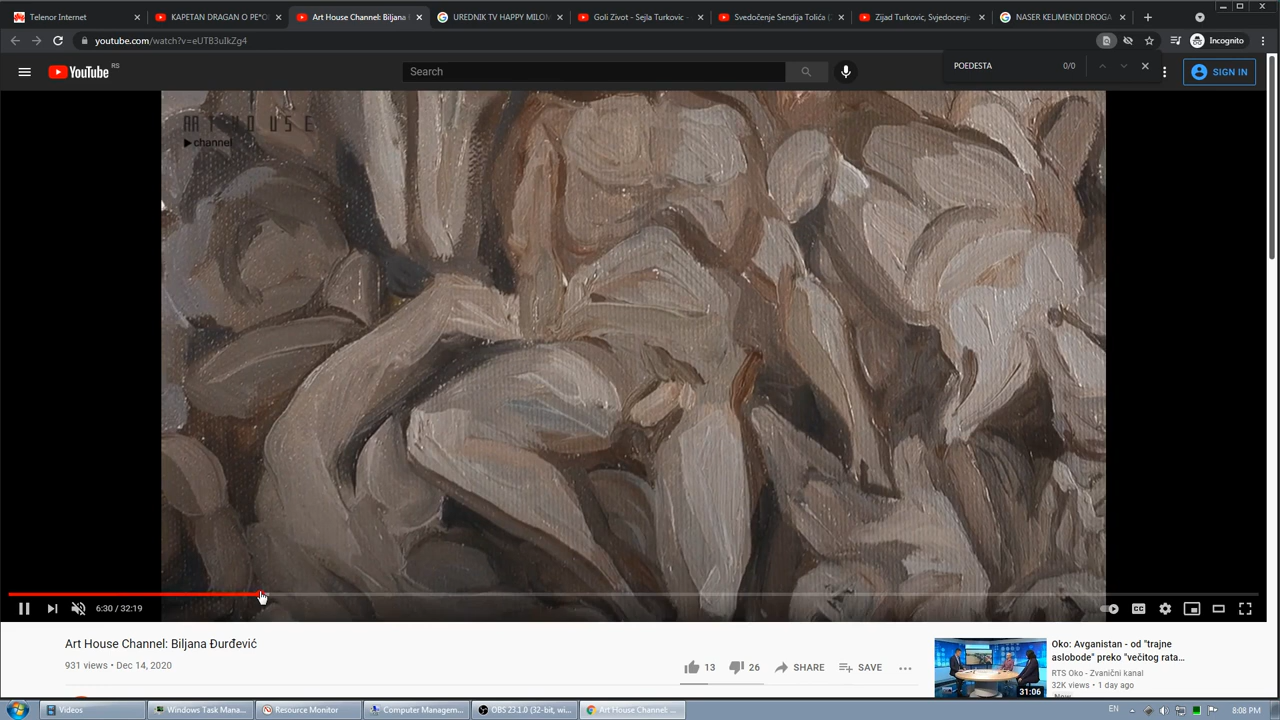 Telenor Internet
KAPETAN DRAGAN O PE*O
Art House Channel: Biljana
UREDNIK TV HAPPY MILO
Goli Zivot - Sejla Turkovic
Svedočenje Sendija Tolića
Zijad Turkovic, Svjedocenje
NASER KELIMENDI DROGA
youtube.com/watch?v=eUTB3uIkZg4
Incognito
YouTube RS
Search
POEDESTA 0/0
SIGN IN
ART HOUSE
channel
6:30 / 32:19
Art House Channel: Biljana Đurđević
931 views • Dec 14, 2020
13
26
SHARE
SAVE
Oko: Avganistan - od "trajne
aslobode" preko "večitog rata...
RTS Oko - Zvanični kanal
32K views • 1 day ago
New
31:06
Videos
Windows Task Mana...
Resource Monitor
Computer Managem...
OBS 23.1.0 (32-bit, wi...
Art House Channel: ...
EN
8:08 PM